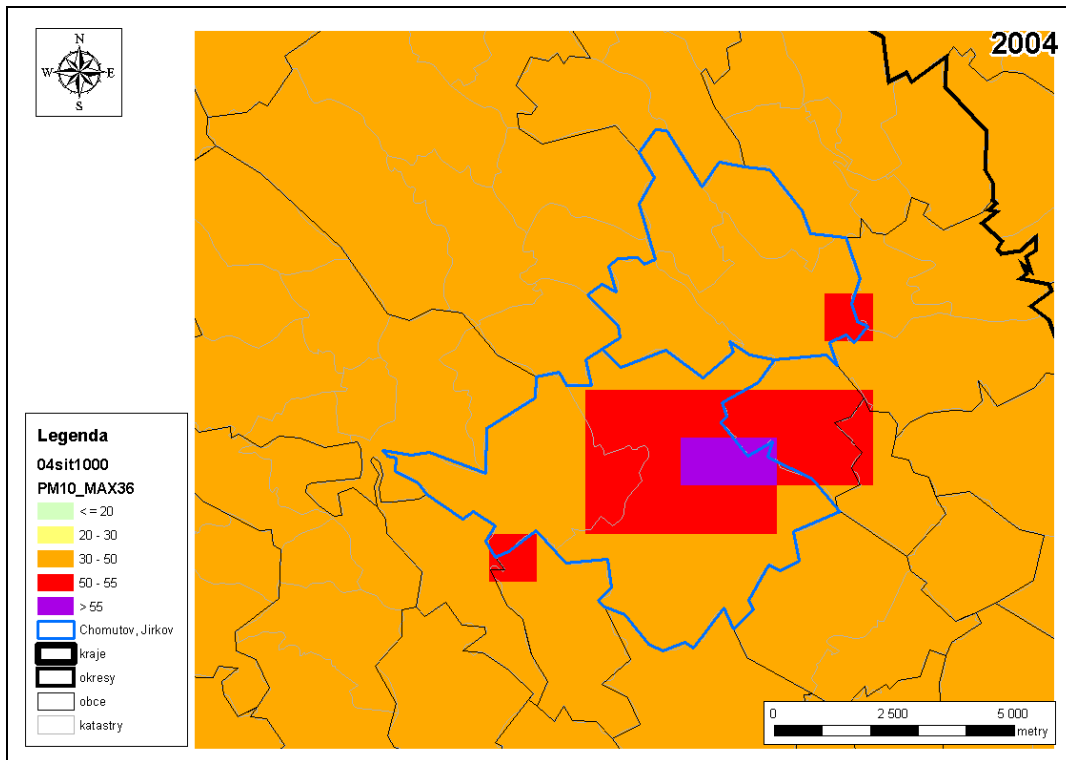 N
W E
S
2004
Legenda
04sit1000
PM10_MAX36
< = 20
20 - 30
30 - 50
50 - 55
> 55
Chomutov, Jirkov
kraje
okresy
obce
katastry
0 2 500 5 000
metry